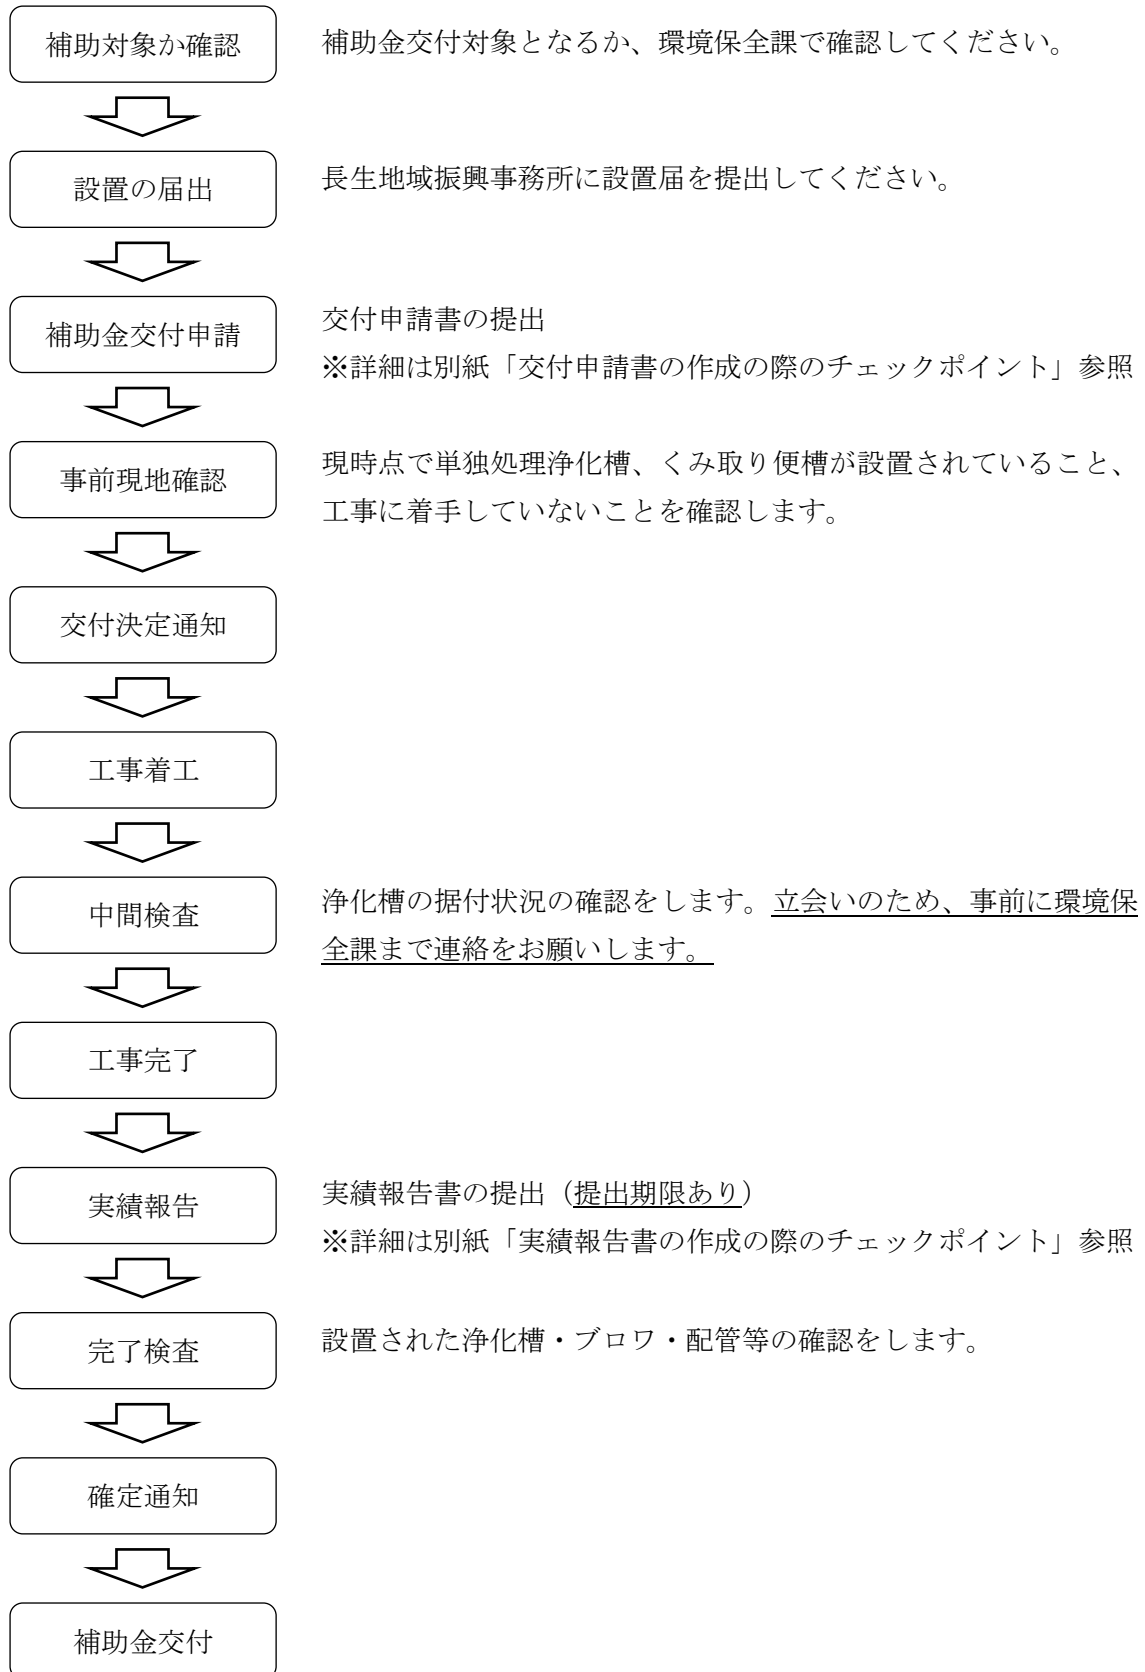 補助対象か確認
補助金交付対象となるか、環境保全課で確認してください。
設置の届出
長生地域振興事務所に設置届を提出してください。
補助金交付申請
交付申請書の提出
※詳細は別紙「交付申請書の作成の際のチェックポイント」参照
事前現地確認
現時点で単独処理浄化槽、くみ取り便槽が設置されていること、
工事に着手していないことを確認します。
交付決定通知
工事着工
中間検査
浄化槽の据付状況の確認をします。立会いのため、事前に環境保
全課まで連絡をお願いします。
工事完了
実績報告
実績報告書の提出（提出期限あり）
※詳細は別紙「実績報告書の作成の際のチェックポイント」参照
完了検査
設置された浄化槽・ブロワ・配管等の確認をします。
確定通知
補助金交付